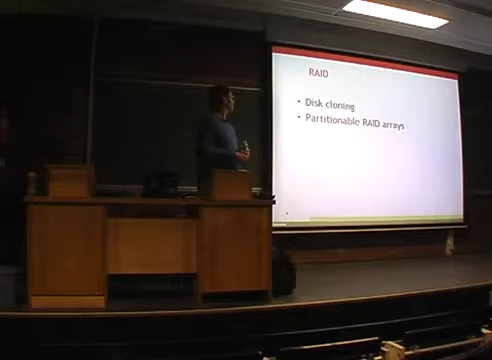 RAID
• Disk cloning
• Partitionable RAID arrays